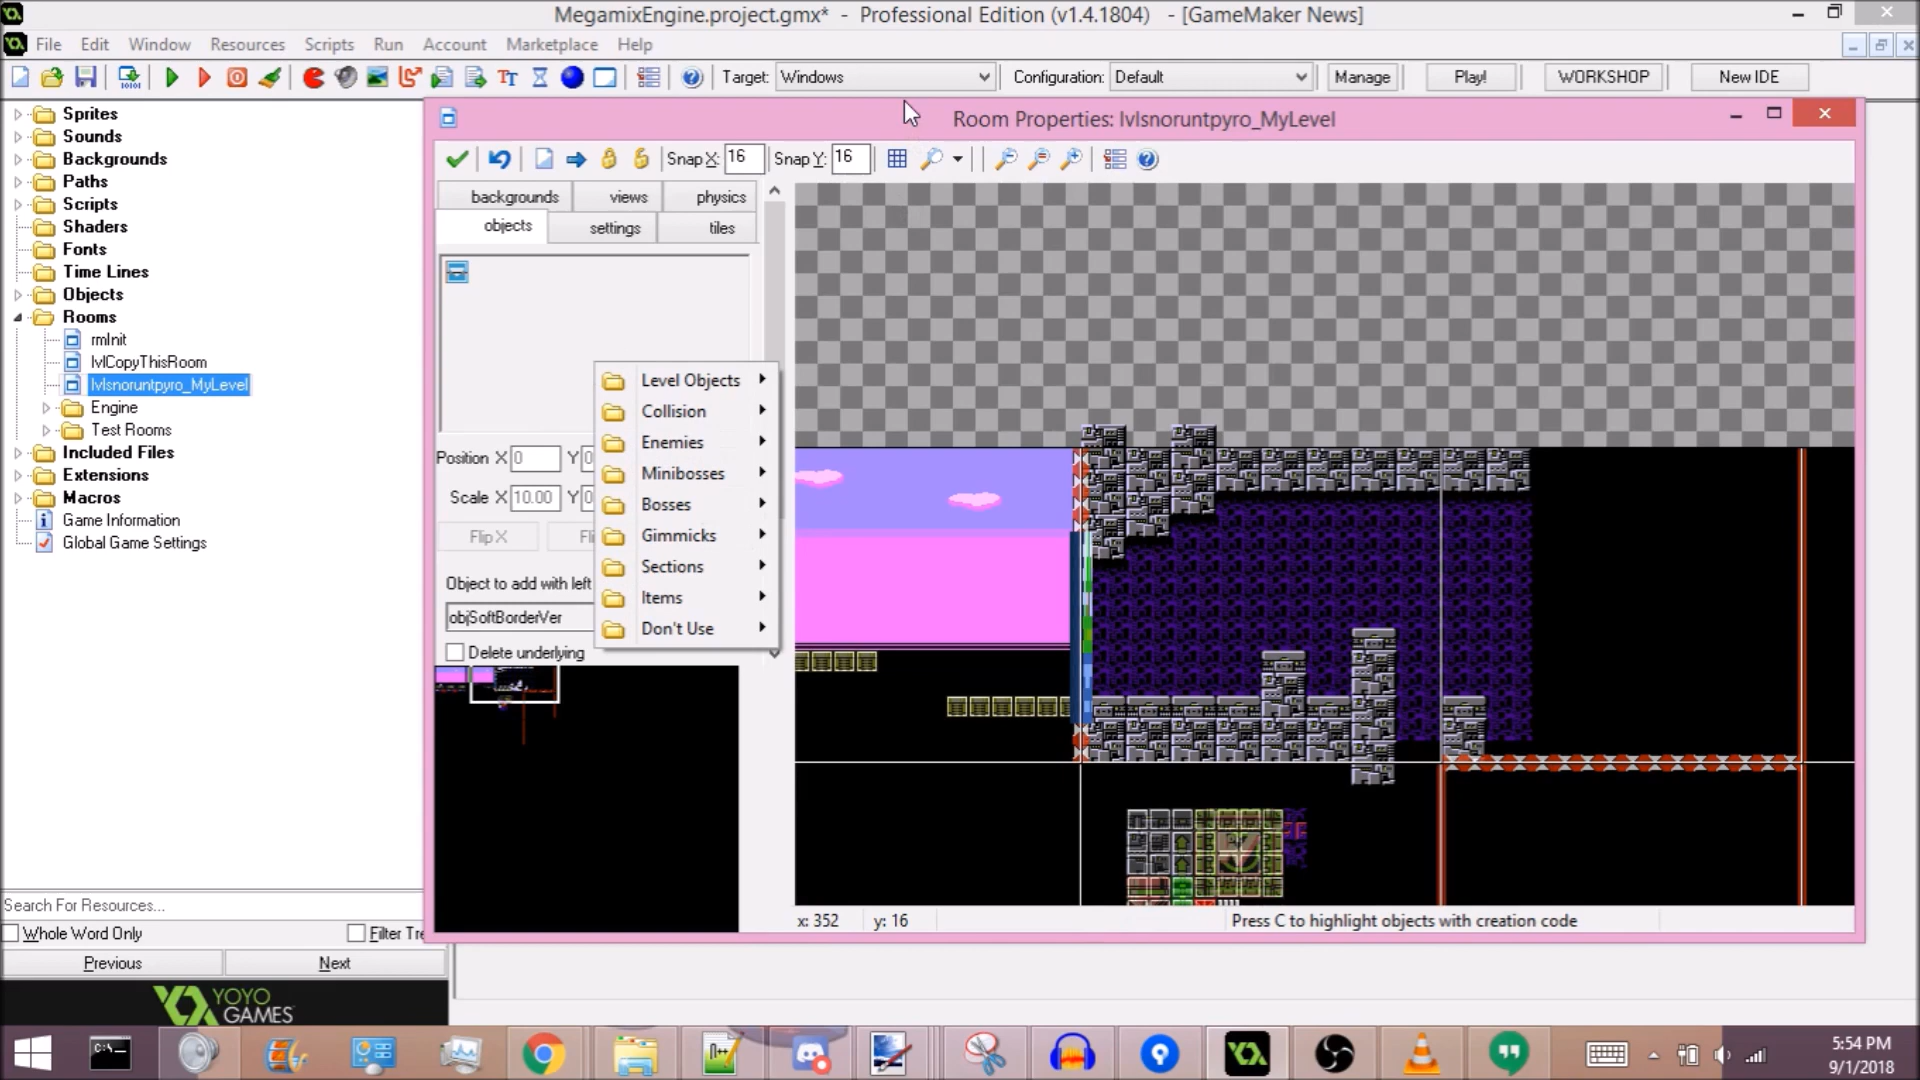 MegamixEngine.project.gmx* - Professional Edition (v1.4.1804) - [GameMaker News]
File Edit Window Resources Scripts Run Account Marketplace Help
Target: Windows Configuration: Default Manage Play! WORKSHOP New IDE
Sprites
Sounds
Backgrounds
Paths
Scripts
Shaders
Fonts
Time Lines
Objects
Rooms
rmInit
lvlCopyThisRoom
lvlsnoruntpyro_MyLevel
Engine
Test Rooms
Included Files
Extensions
Macros
Game Information
Global Game Settings
Search For Resources...
Whole Word Only Filter Tre
Previous Next
YOYO
GAMES
Room Properties: lvlsnoruntpyro_MyLevel
Snap X: 16 Snap Y: 16
backgrounds views physics
objects settings tiles
Position X 0 Y 0
Scale X 10.00 Y 0
Flip X Fli
Object to add with left
objSoftBorderVer
Delete underlying
Level Objects
Collision
Enemies
Minibosses
Bosses
Gimmicks
Sections
Items
Don't Use
x: 352 y: 16 Press C to highlight objects with creation code
5:54 PM
9/1/2018